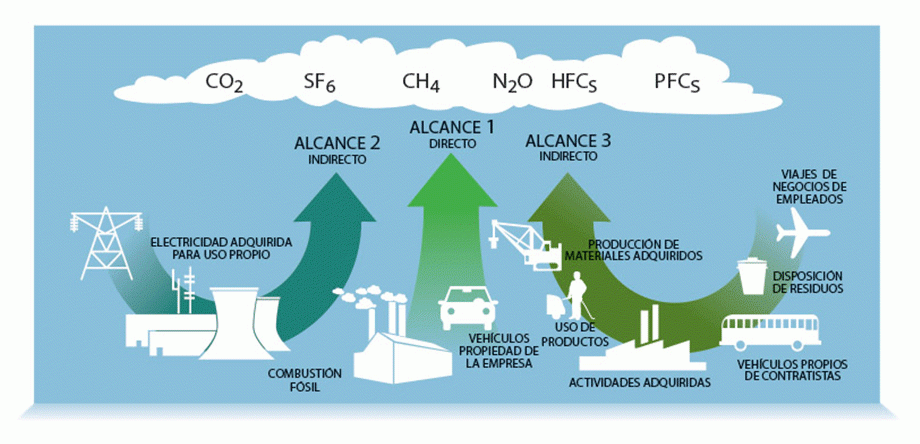 CO2 SF6 CH4 N2O HFCS PFCS
ALCANCE 2
INDIRECTO
ALCANCE 1
DIRECTO
ALCANCE 3
INDIRECTO
ELECTRICIDAD ADQUIRIDA
PARA USO PROPIO
COMBUSTIÓN
FÓSIL
VEHÍCULOS
PROPIEDAD DE
LA EMPRESA
PRODUCCIÓN DE
MATERIALES ADQUIRIDOS
USO DE
PRODUCTOS
ACTIVIDADES ADQUIRIDAS
VIAJES DE
NEGOCIOS DE
EMPLEADOS
DISPOSICIÓN
DE RESIDUOS
VEHÍCULOS PROPIOS
DE CONTRATISTAS